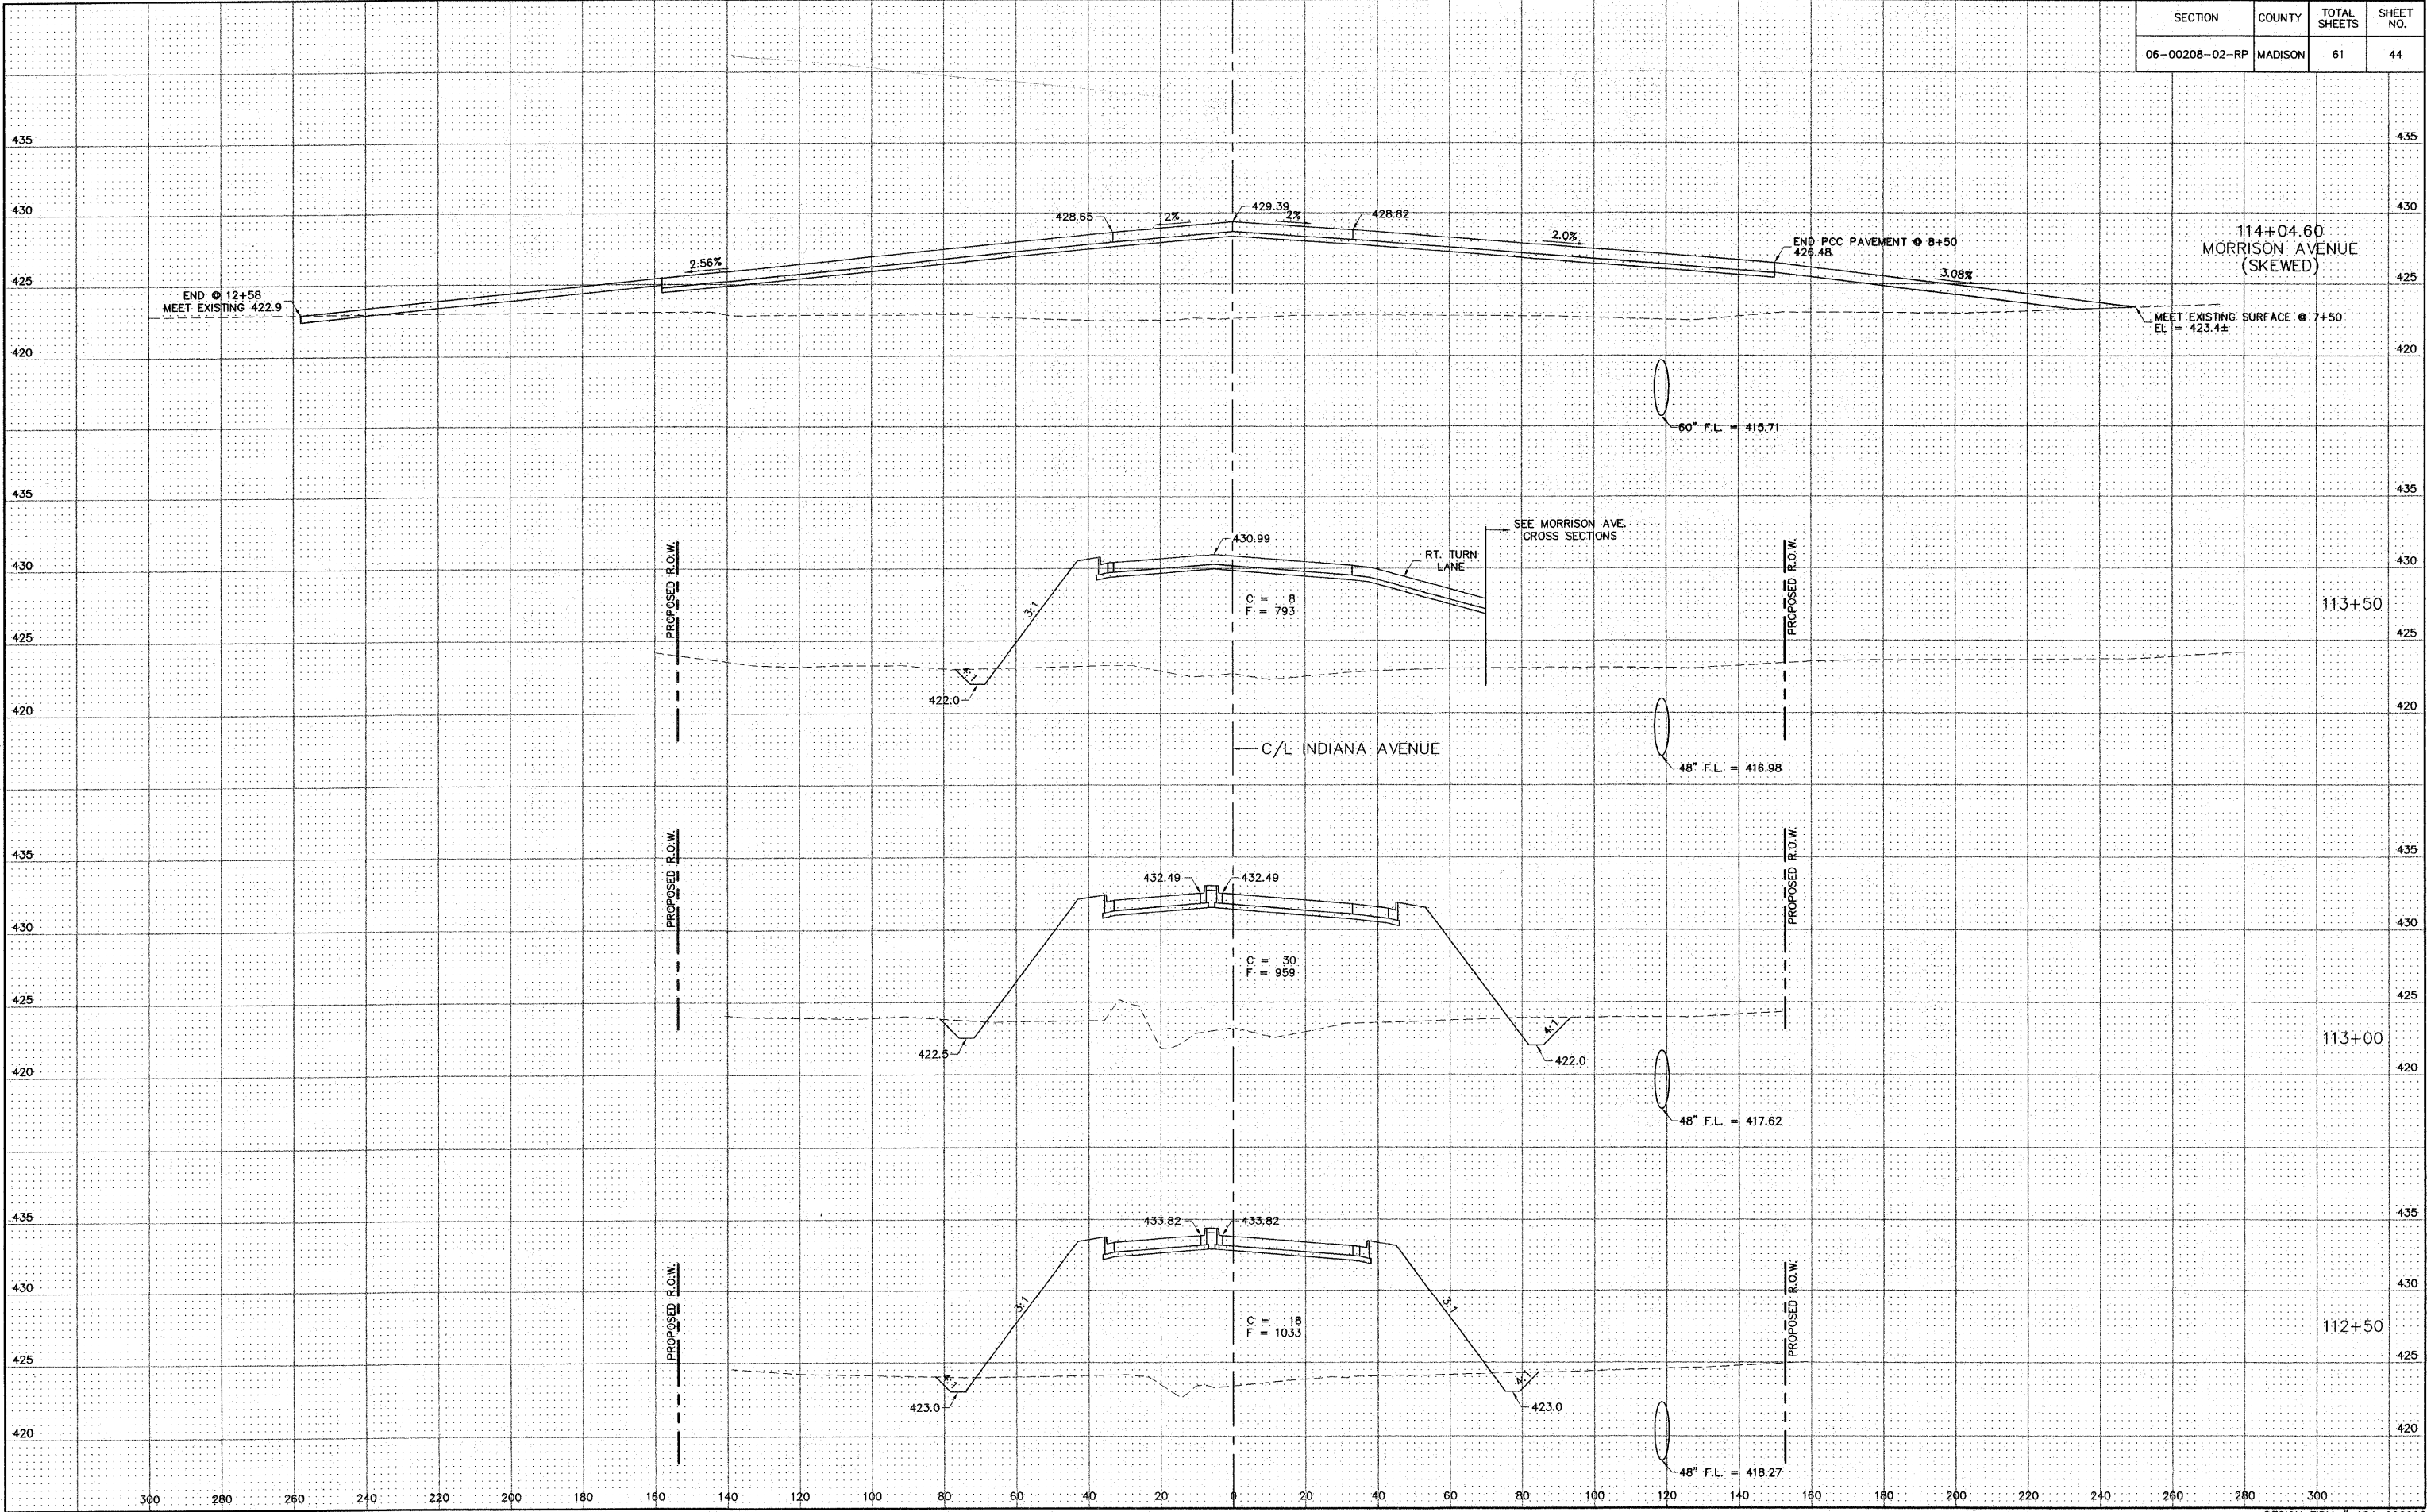 SECTION COUNTY TOTAL SHEETS SHEET NO.
06-00208-02-RP MADISON 61 44
435 435
430 430
425 425
420 420
428.65 2% 429.39 2% 428.82
2.56% 2.0%
END PCC PAVEMENT @ 8+50
426.48
3.08%
114+04.60
MORRISON AVENUE
(SKEWED)
END @ 12+58
MEET EXISTING 422.9
MEET EXISTING SURFACE @ 7+50
EL = 423.4±
60" F.L. = 415.71
435 435
430 430
425 425
420 420
PROPOSED R.O.W.
430.99
SEE MORRISON AVE.
CROSS SECTIONS
RT. TURN
LANE
PROPOSED R.O.W.
3:1
C = 8
F = 793
113+50
4:1
422.0
C/L INDIANA AVENUE
48" F.L. = 416.98
435 435
430 430
425 425
420 420
PROPOSED R.O.W.
432.49 432.49
PROPOSED R.O.W.
C = 30
F = 959
4:1
422.5
422.0
113+00
48" F.L. = 417.62
435 435
430 430
425 425
420 420
433.82 433.82
PROPOSED R.O.W.
3:1 3:1
PROPOSED R.O.W.
C = 18
F = 1033
112+50
4:1 4:1
423.0 423.0
48" F.L. = 418.27
300 280 260 240 220 200 180 160 140 120 100 80 60 40 20 0 20 40 60 80 100 120 140 160 180 200 220 240 260 280 300